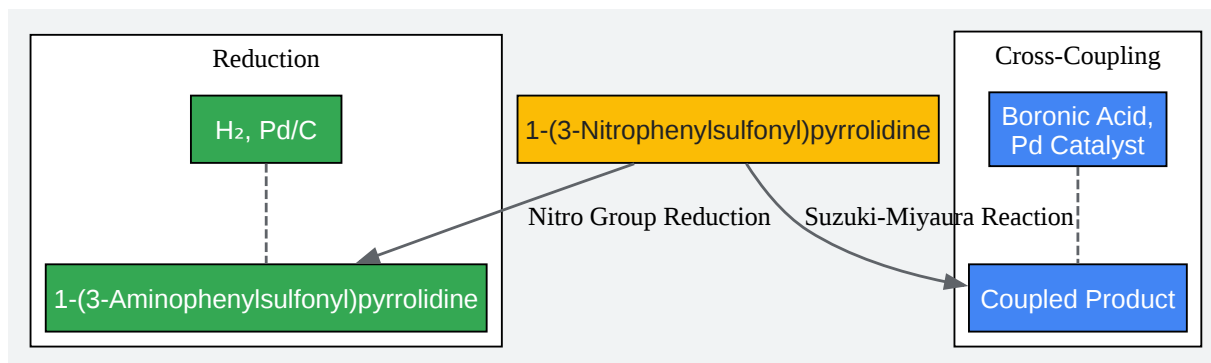 Reduction
H₂, Pd/C
1-(3-Nitrophenylsulfonyl)pyrrolidine
Cross-Coupling
Boronic Acid,
Pd Catalyst
Nitro Group Reduction
Suzuki-Miyaura Reaction
1-(3-Aminophenylsulfonyl)pyrrolidine
Coupled Product